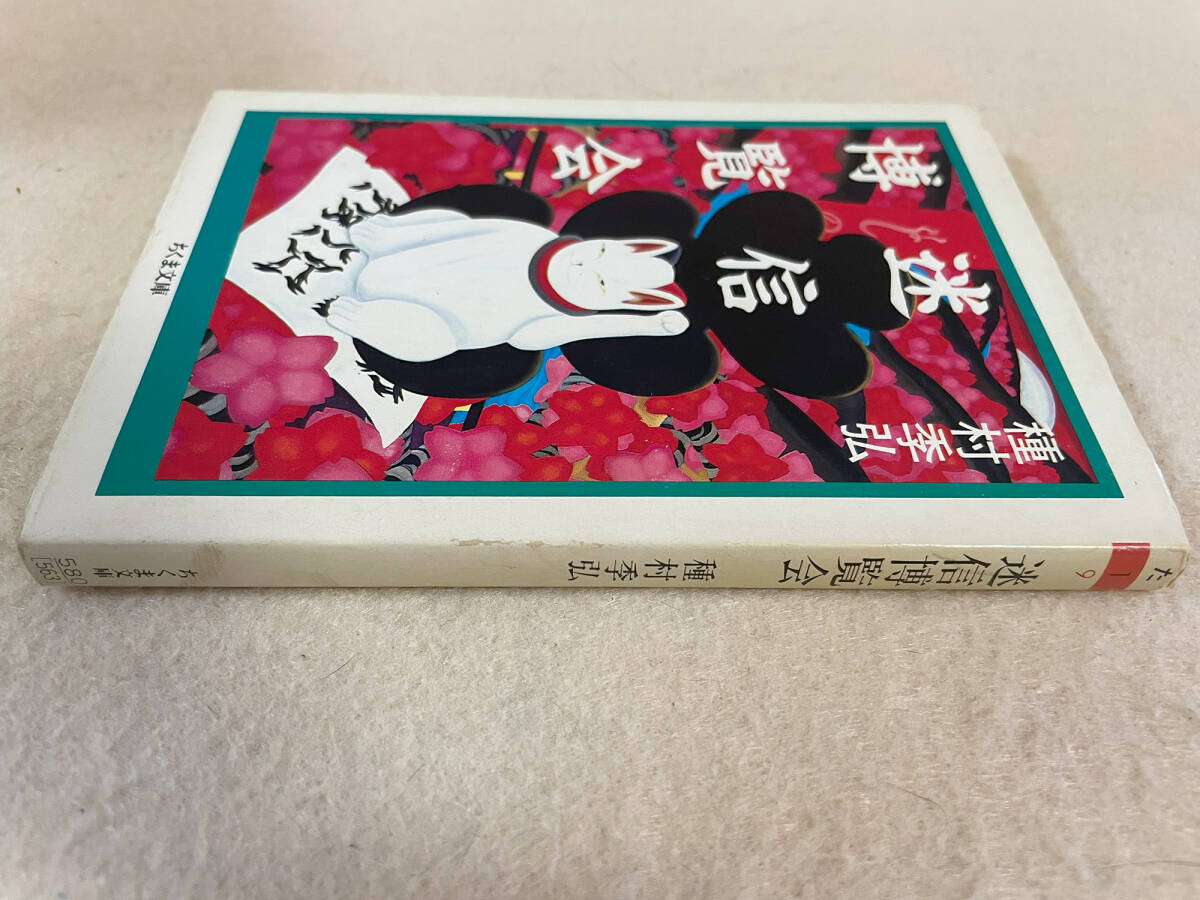 迷信
博覧会
種村季弘
ちくま文庫
た
1
9
迷信博覧会
種村季弘
ちくま文庫
580
[563]